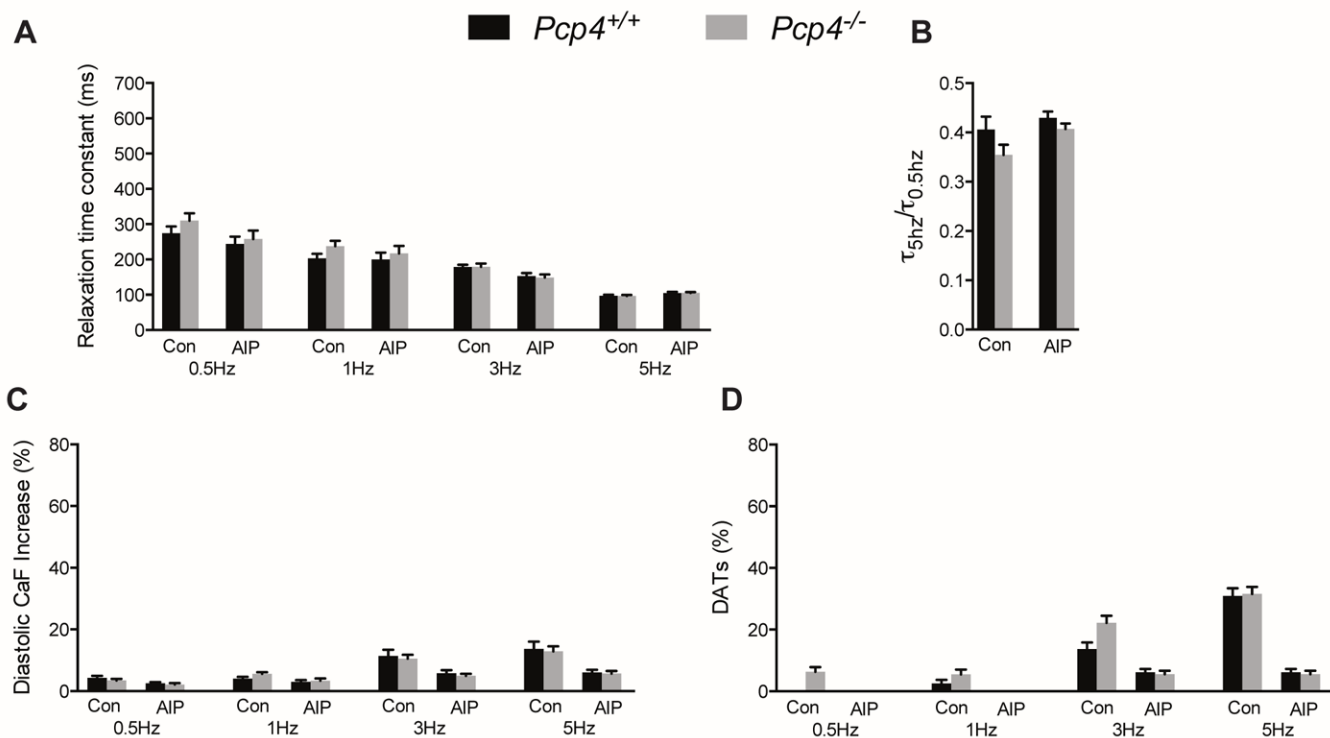 A
Pcp4+/+
Pcp4-/-
B
Relaxation time constant (ms)
700
600
500
400
300
200
100
0
Con AIP Con AIP Con AIP Con AIP
0.5Hz 1Hz 3Hz 5Hz
τ5hz/τ0.5hz
0.5
0.4
0.3
0.2
0.1
0.0
Con AIP
C
Diastolic CaF Increase (%)
80
60
40
20
0
Con AIP Con AIP Con AIP Con AIP
0.5Hz 1Hz 3Hz 5Hz
D
DATs (%)
80
60
40
20
0
Con AIP Con AIP Con AIP Con AIP
0.5Hz 1Hz 3Hz 5Hz